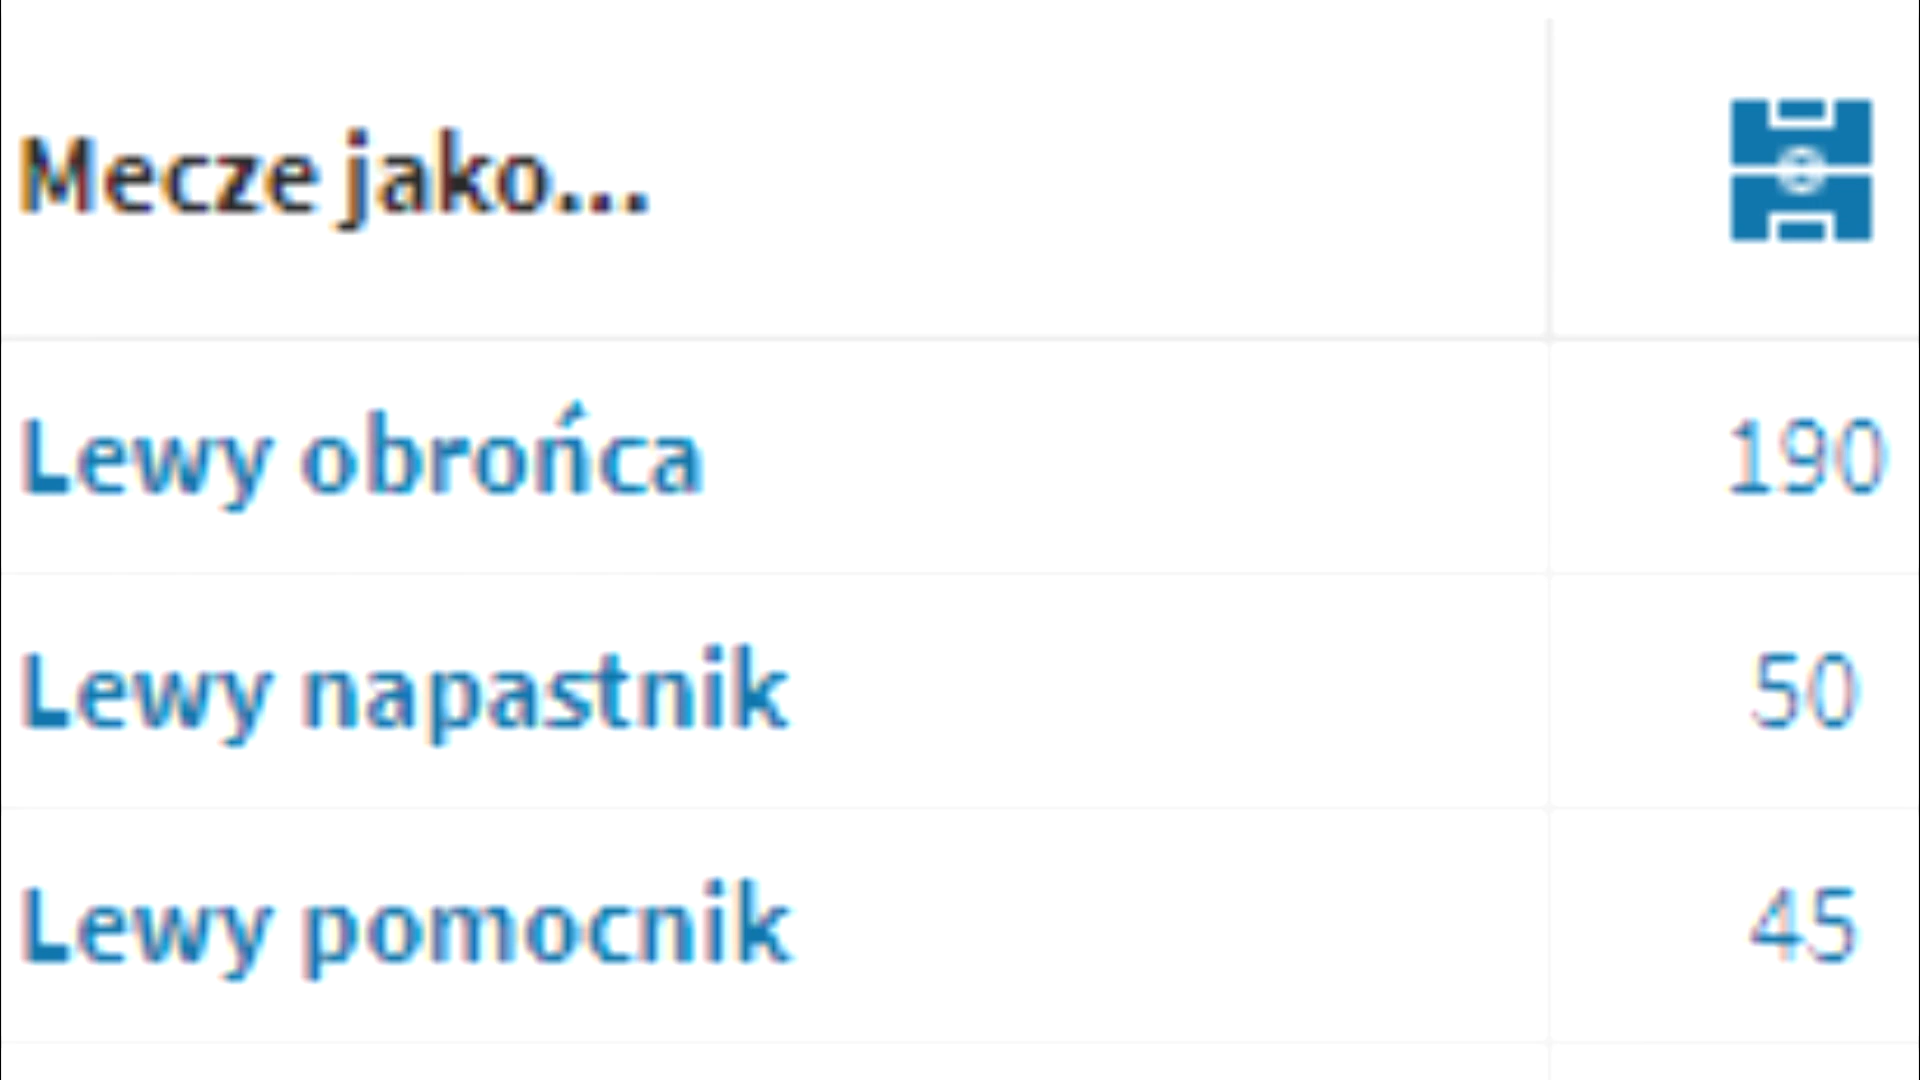 Mecze jako...
Lewy obrońca 190
Lewy napastnik 50
Lewy pomocnik 45